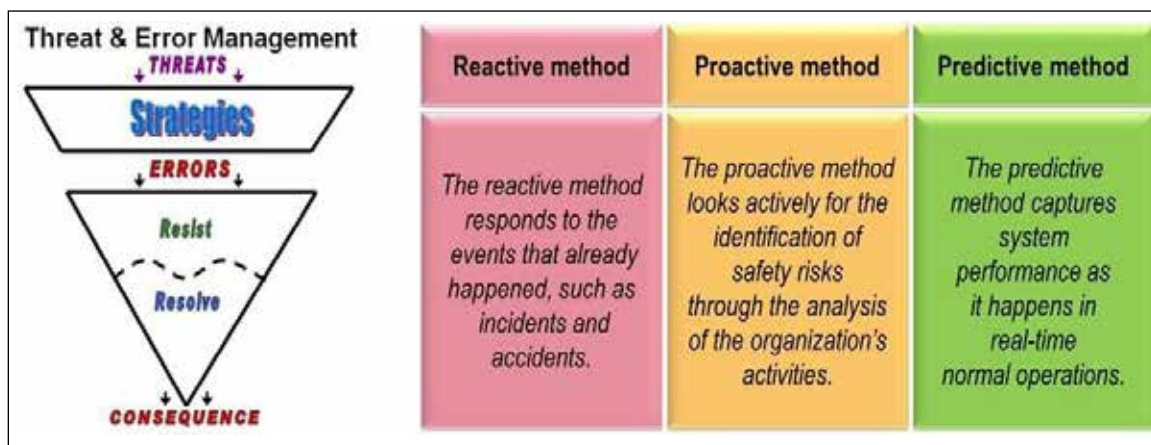 Threat & Error Management
THREATS
Strategies
ERRORS
Resist
Resolve
CONSEQUENCE
Reactive method
The reactive method
responds to the
events that already
happened, such as
incidents and
accidents.
Proactive method
The proactive method
looks actively for the
identification of
safety risks
through the analysis
of the organization's
activities.
Predictive method
The predictive
method captures
system
performance as
it happens in
real-time
normal operations.